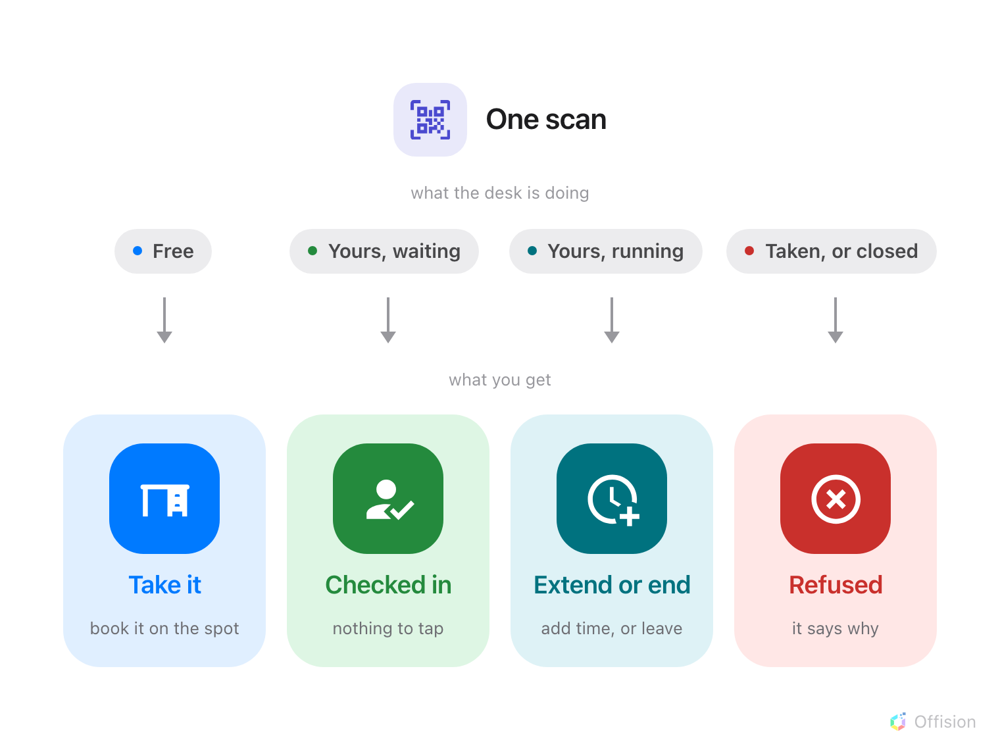 One scan
what the desk is doing
Free
Yours, waiting
Yours, running
Taken, or closed
what you get
Take it
Checked in
Extend or end
Refused
book it on the spot
nothing to tap
add time, or leave
it says why
Offision